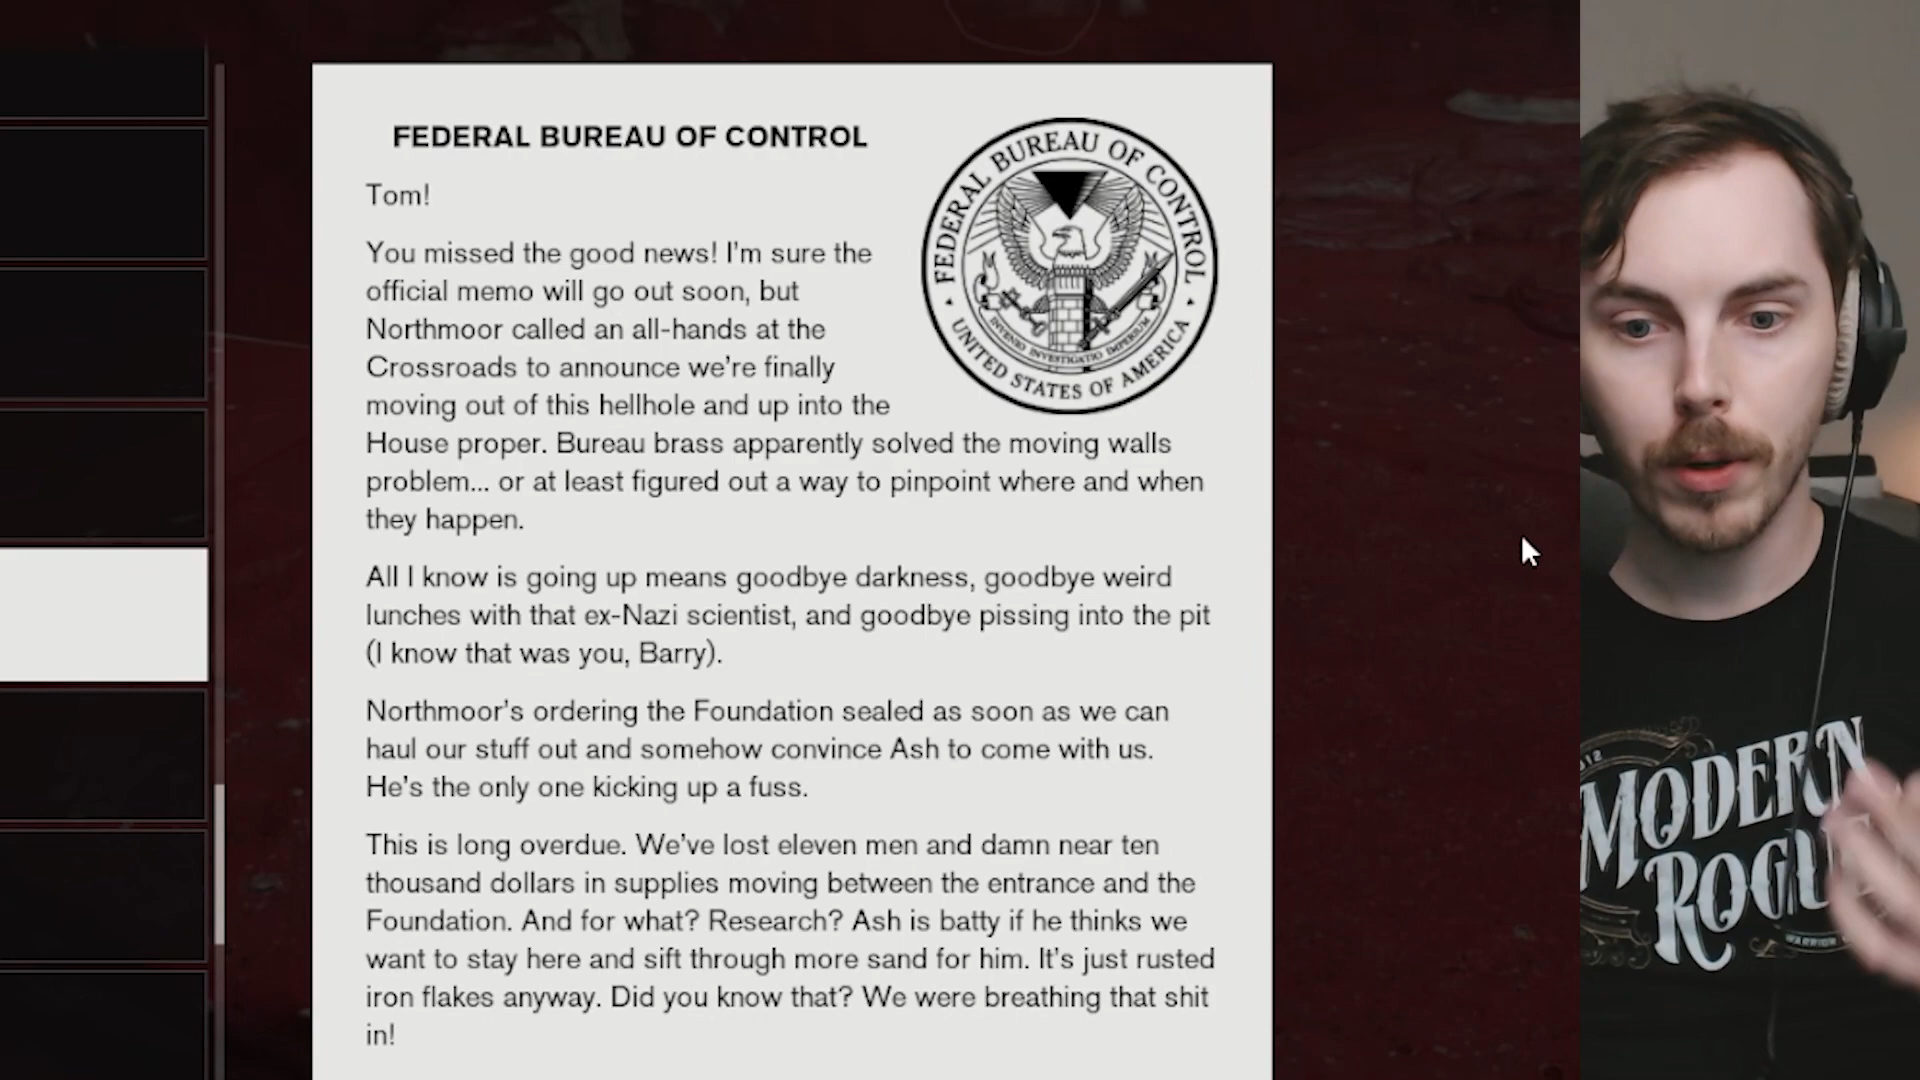 FEDERAL BUREAU OF CONTROL
FEDERAL BUREAU OF CONTROL
UNITED STATES OF AMERICA
INVENIO INVESTIGATIO IMPERIUM
Tom!
You missed the good news! I'm sure the
official memo will go out soon, but
Northmoor called an all-hands at the
Crossroads to announce we're finally
moving out of this hellhole and up into the
House proper. Bureau brass apparently solved the moving walls
problem... or at least figured out a way to pinpoint where and when
they happen.
All I know is going up means goodbye darkness, goodbye weird
lunches with that ex-Nazi scientist, and goodbye pissing into the pit
(I know that was you, Barry).
Northmoor's ordering the Foundation sealed as soon as we can
haul our stuff out and somehow convince Ash to come with us.
He's the only one kicking up a fuss.
This is long overdue. We've lost eleven men and damn near ten
thousand dollars in supplies moving between the entrance and the
Foundation. And for what? Research? Ash is batty if he thinks we
want to stay here and sift through more sand for him. It's just rusted
iron flakes anyway. Did you know that? We were breathing that shit
in!
MODERN